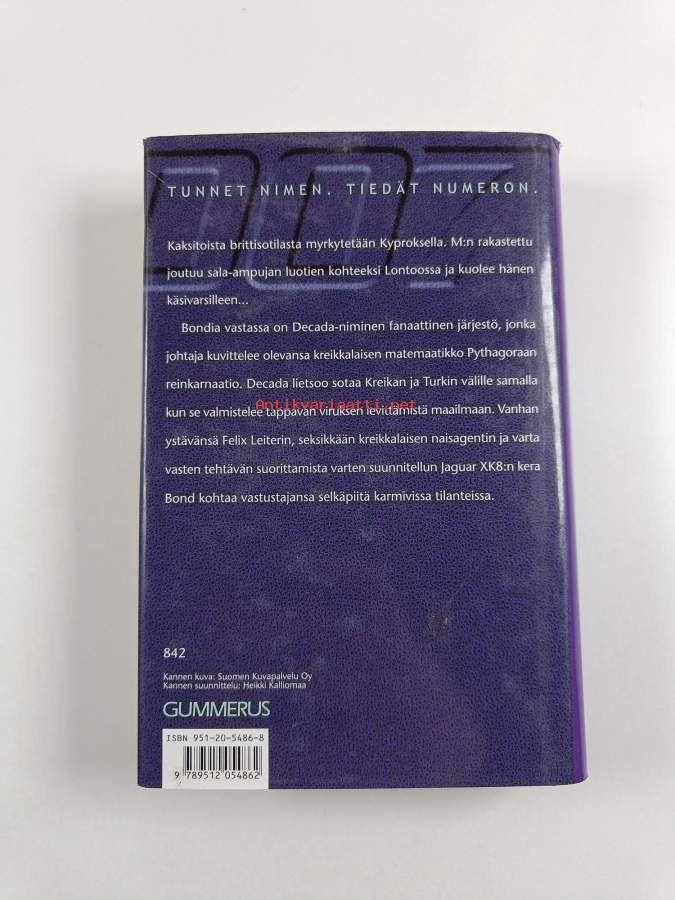 007
TUNNET NIMEN. TIEDÄT NUMERON.
Kaksitoista brittisotilasta myrkytetään Kyproksella. M:n rakastettu
joutuu sala-ampujan luotien kohteeksi Lontoossa ja kuolee hänen
käsivarsilleen...
Bondia vastassa on Decada-niminen fanaattinen järjestö, jonka
johtaja kuvittelee olevansa kreikkalaisen matemaatikko Pythagoraan
reinkarnaatio. Decada lietsoo sotaa Kreikan ja Turkin välille samalla
Antikvariaatti.net
kun se valmistelee tappavan viruksen levittämistä maailmaan. Vanhan
ystävänsä Felix Leiterin, seksikkään kreikkalaisen naisagentin ja varta
vasten tehtävän suorittamista varten suunnitellun Jaguar XK8:n kera
Bond kohtaa vastustajansa selkäpiitä karmivissa tilanteissa.
842
Kannen kuva: Suomen Kuvapalvelu Oy
Kannen suunnittelu: Heikki Kalliomaa
GUMMERUS
ISBN 951-20-5486-8
9 789512 054862